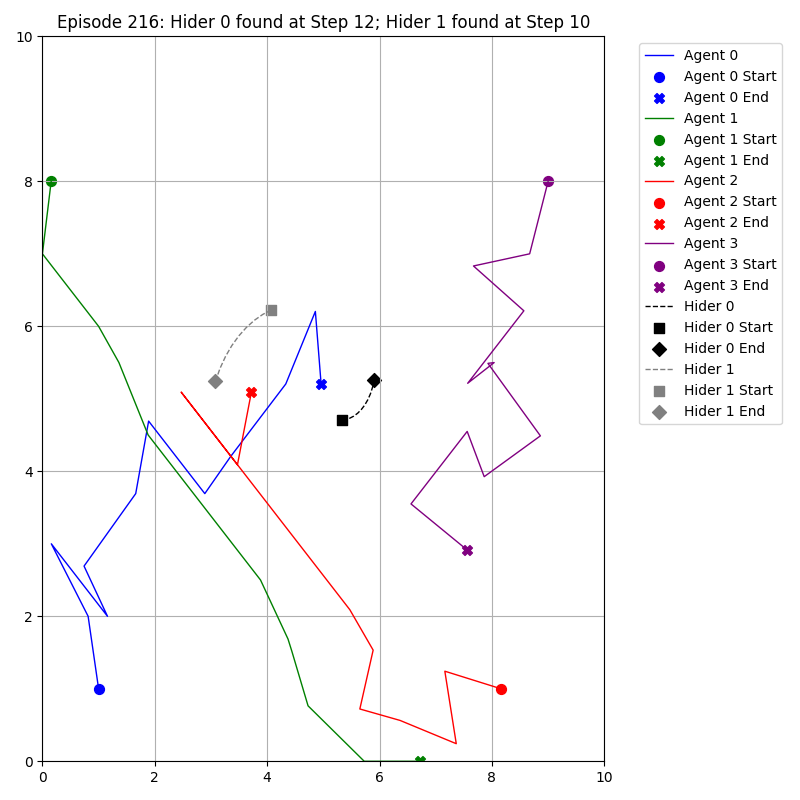 Episode 216: Hider 0 found at Step 12; Hider 1 found at Step 10
10
8
6
4
2
0
0 2 4 6 8 10
Agent 0
Agent 0 Start
Agent 0 End
Agent 1
Agent 1 Start
Agent 1 End
Agent 2
Agent 2 Start
Agent 2 End
Agent 3
Agent 3 Start
Agent 3 End
Hider 0
Hider 0 Start
Hider 0 End
Hider 1
Hider 1 Start
Hider 1 End